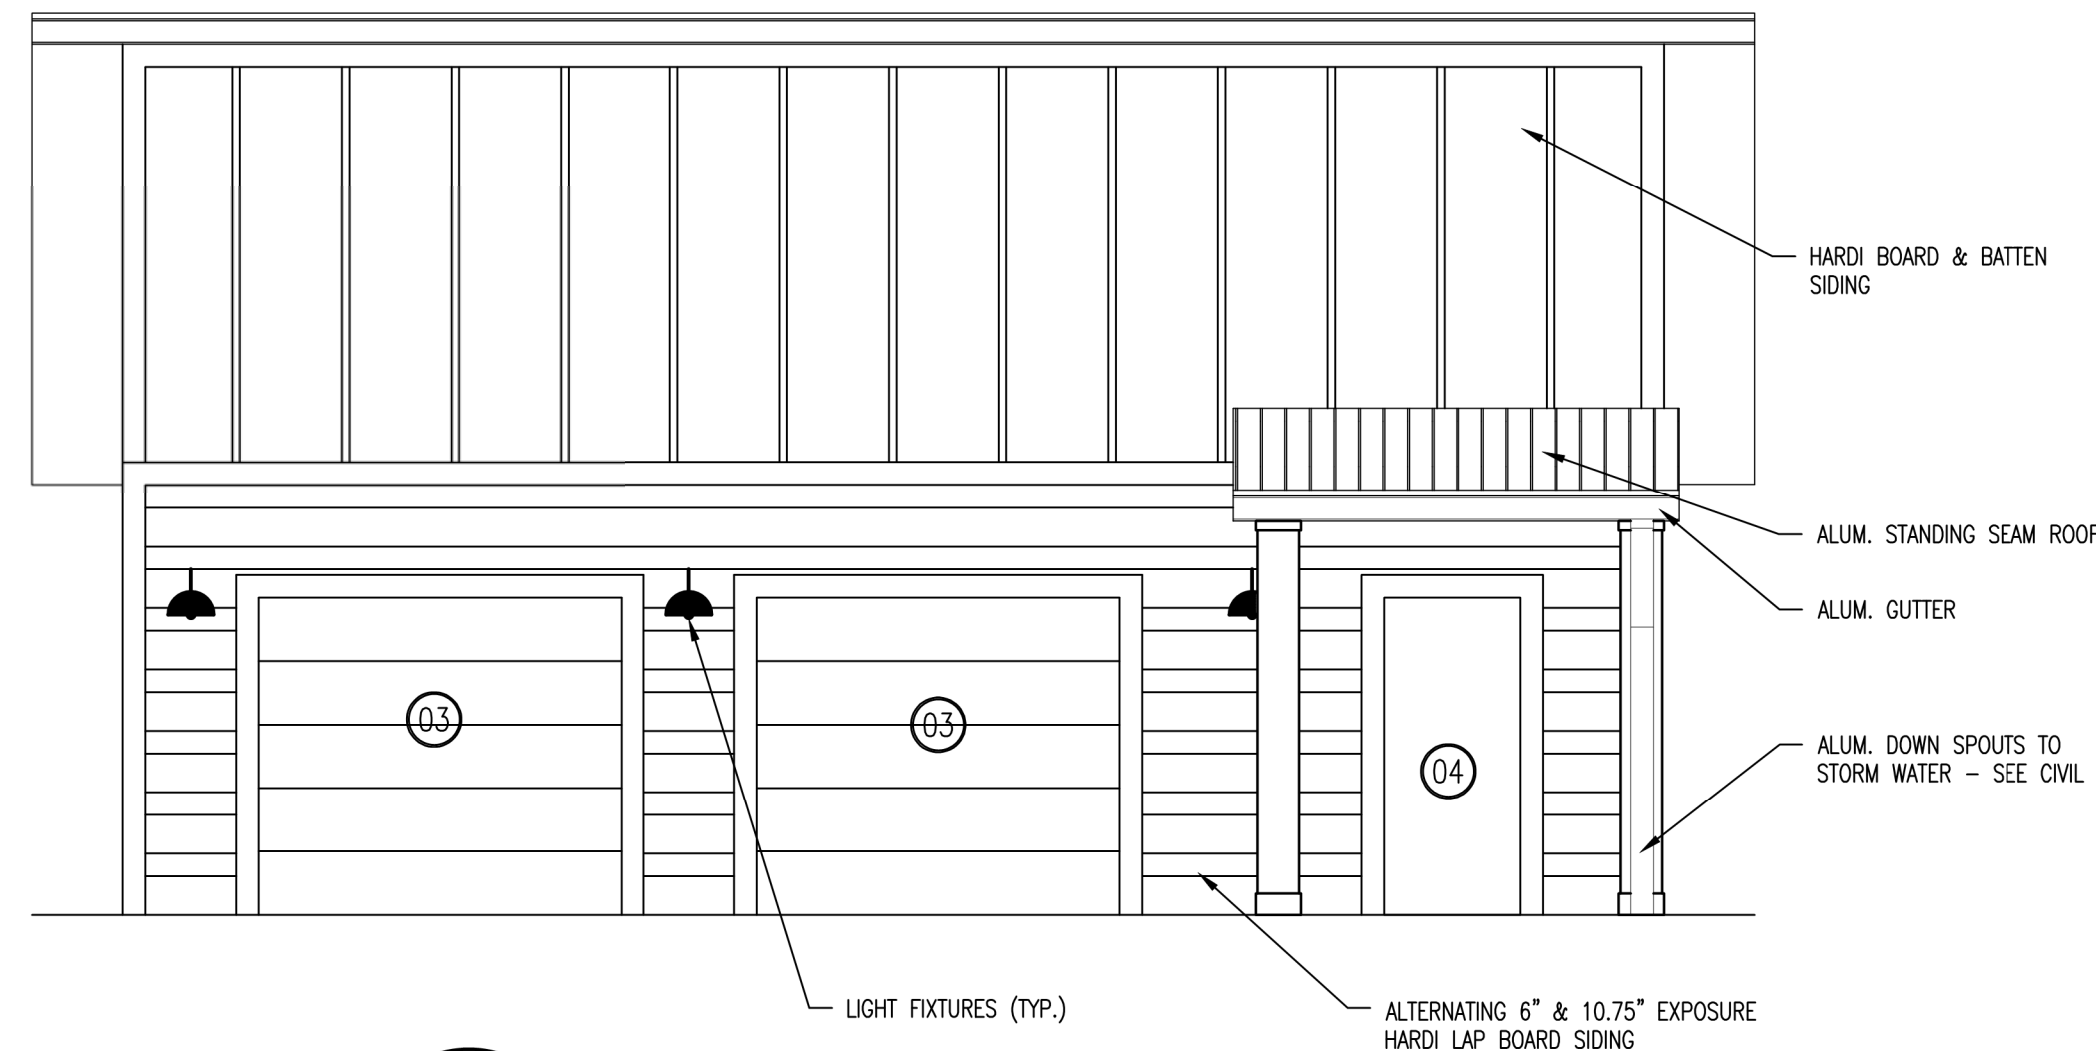 HARDI BOARD & BATTEN
SIDING
ALUM. STANDING SEAM ROOF
ALUM. GUTTER
03
03
04
ALUM. DOWN SPOUTS TO
STORM WATER – SEE CIVIL
LIGHT FIXTURES (TYP.)
ALTERNATING 6” & 10.75” EXPOSURE
HARDI LAP BOARD SIDING